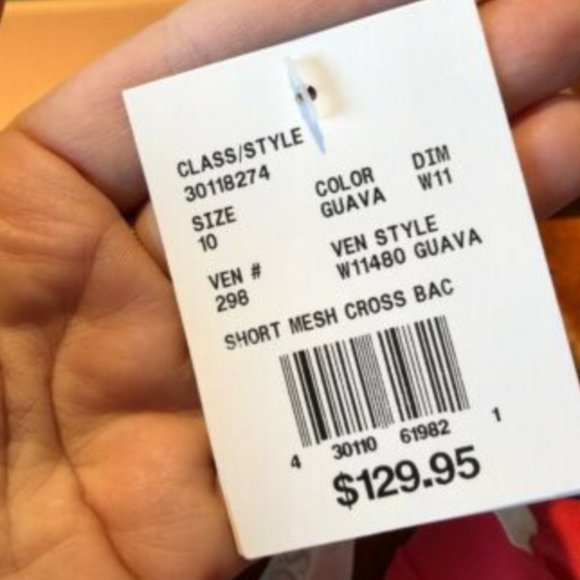 CLASS/STYLE
30118274
COLOR DIM
GUAVA W11
SIZE
10
VEN STYLE
W11480 GUAVA
VEN #
298
SHORT MESH CROSS BAC
4 30110 61982 1
$129.95